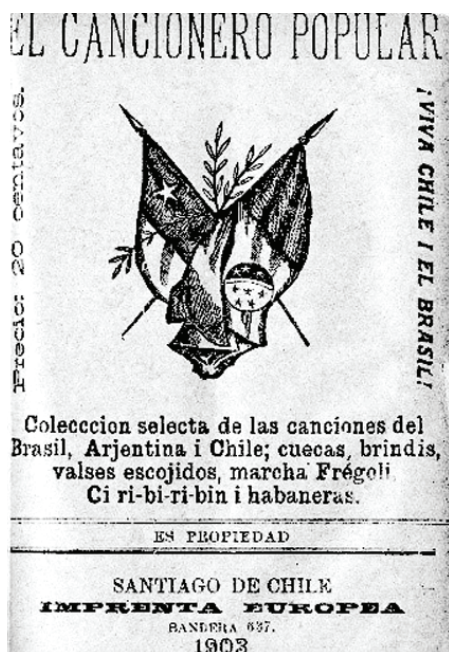 EL CANCIONERO POPULAR
Precio: 20 centavos.
¡VIVA CHILE I EL BRASIL!
Colecccion selecta de las canciones del
Brasil, Arjentina i Chile; cuecas, brindis,
valses escojidos, marcha Frégoli
Ci ri-bi-ri-bin i habaneras.
ES PROPIEDAD
SANTIAGO DE CHILE
IMPRENTA EUROPEA
BANDERA 637.
1903